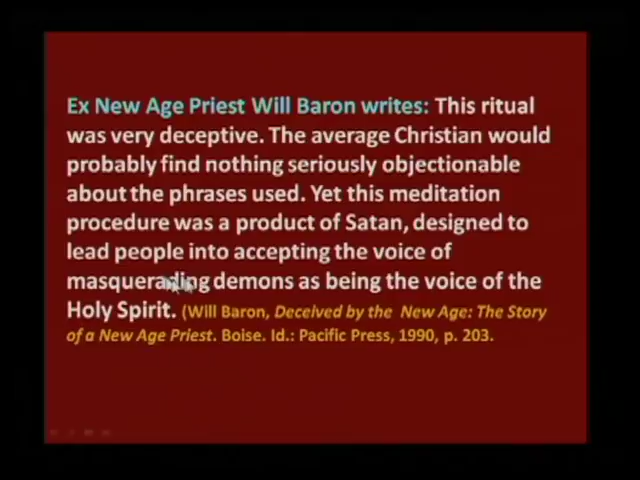 Ex New Age Priest Will Baron writes: This ritual
was very deceptive. The average Christian would
probably find nothing seriously objectionable
about the phrases used. Yet this meditation
procedure was a product of Satan, designed to
lead people into accepting the voice of
masquerading demons as being the voice of the
Holy Spirit. (Will Baron, Deceived by the New Age: The Story
of a New Age Priest. Boise. Id.: Pacific Press, 1990, p. 203.